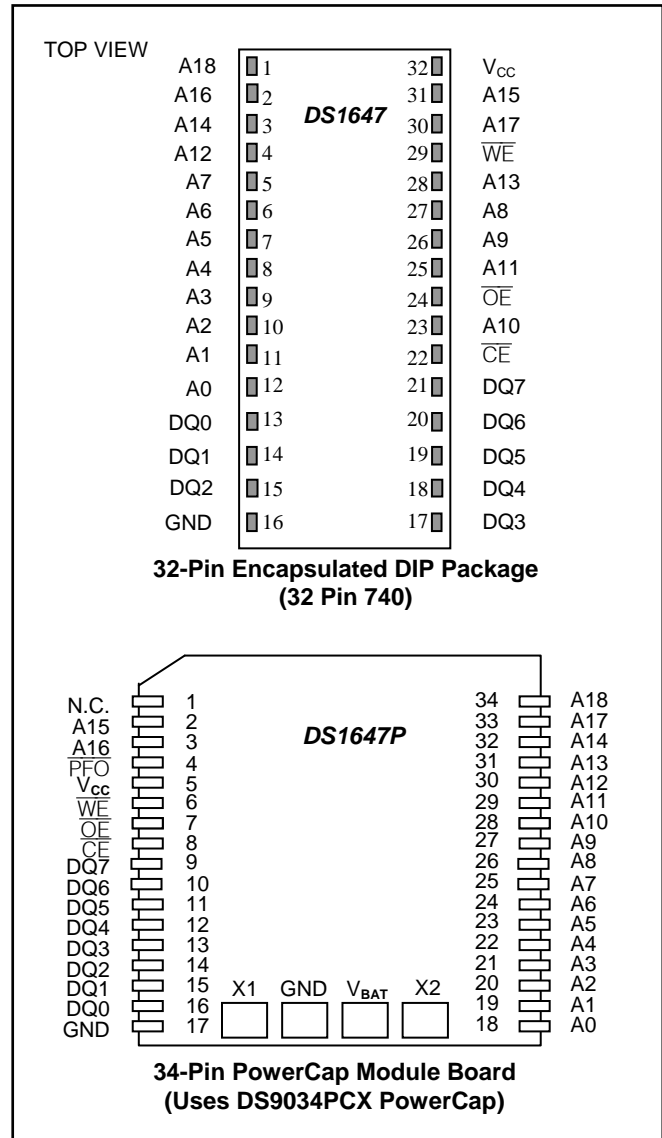 TOP VIEW
DS1647
A18 1 32 VCC
A16 2 31 A15
A14 3 30 A17
A12 4 29 W̅E̅
A7 5 28 A13
A6 6 27 A8
A5 7 26 A9
A4 8 25 A11
A3 9 24 O̅E̅
A2 10 23 A10
A1 11 22 C̅E̅
A0 12 21 DQ7
DQ0 13 20 DQ6
DQ1 14 19 DQ5
DQ2 15 18 DQ4
GND 16 17 DQ3
32-Pin Encapsulated DIP Package
(32 Pin 740)
DS1647P
N.C. 1 34 A18
A15 2 33 A17
A16 3 32 A14
P̅F̅O̅ 4 31 A13
VCC 5 30 A12
W̅E̅ 6 29 A11
O̅E̅ 7 28 A10
C̅E̅ 8 27 A9
DQ7 9 26 A8
DQ6 10 25 A7
DQ5 11 24 A6
DQ4 12 23 A5
DQ3 13 22 A4
DQ2 14 21 A3
DQ1 15 20 A2
DQ0 16 19 A1
GND 17 18 A0
X1 GND VBAT X2
34-Pin PowerCap Module Board
(Uses DS9034PCX PowerCap)